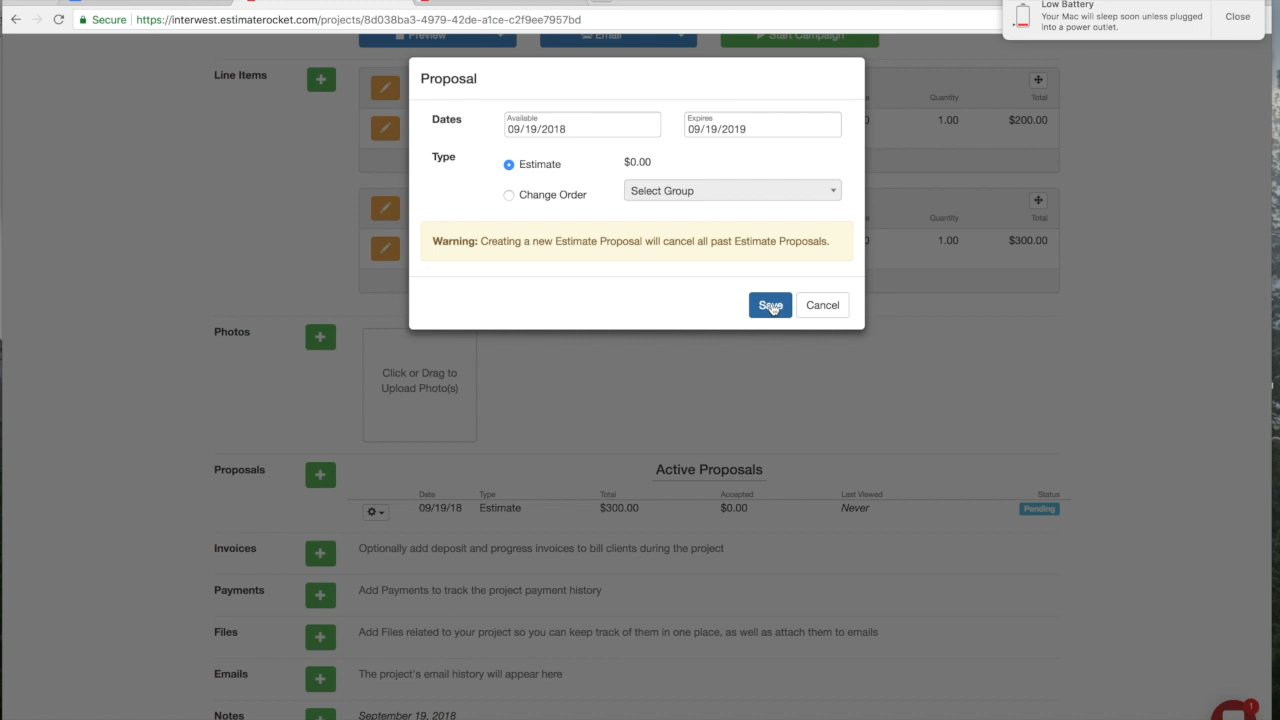 Low Battery
Your Mac will sleep soon unless plugged
into a power outlet.
Close
Secure
https://interwest.estimaterocket.com/projects/8d038ba3-4979-42de-a1ce-c2f9ee7957bd
Preview
Email
Start Campaign
Proposal
Dates
Available
09/19/2018
Expires
09/19/2019
Type
Estimate
$0.00
Change Order
Select Group
Warning: Creating a new Estimate Proposal will cancel all past Estimate Proposals.
Save
Cancel
Line Items
Quantity
Total
1.00
$200.00
Quantity
Total
1.00
$300.00
Photos
Click or Drag to
Upload Photo(s)
Proposals
Active Proposals
Date Type Total Accepted Last Viewed Status
09/19/18 Estimate $300.00 $0.00 Never Pending
Invoices
Optionally add deposit and progress invoices to bill clients during the project
Payments
Add Payments to track the project payment history
Files
Add Files related to your project so you can keep track of them in one place, as well as attach them to emails
Emails
The project's email history will appear here
Notes
September 19, 2018
1